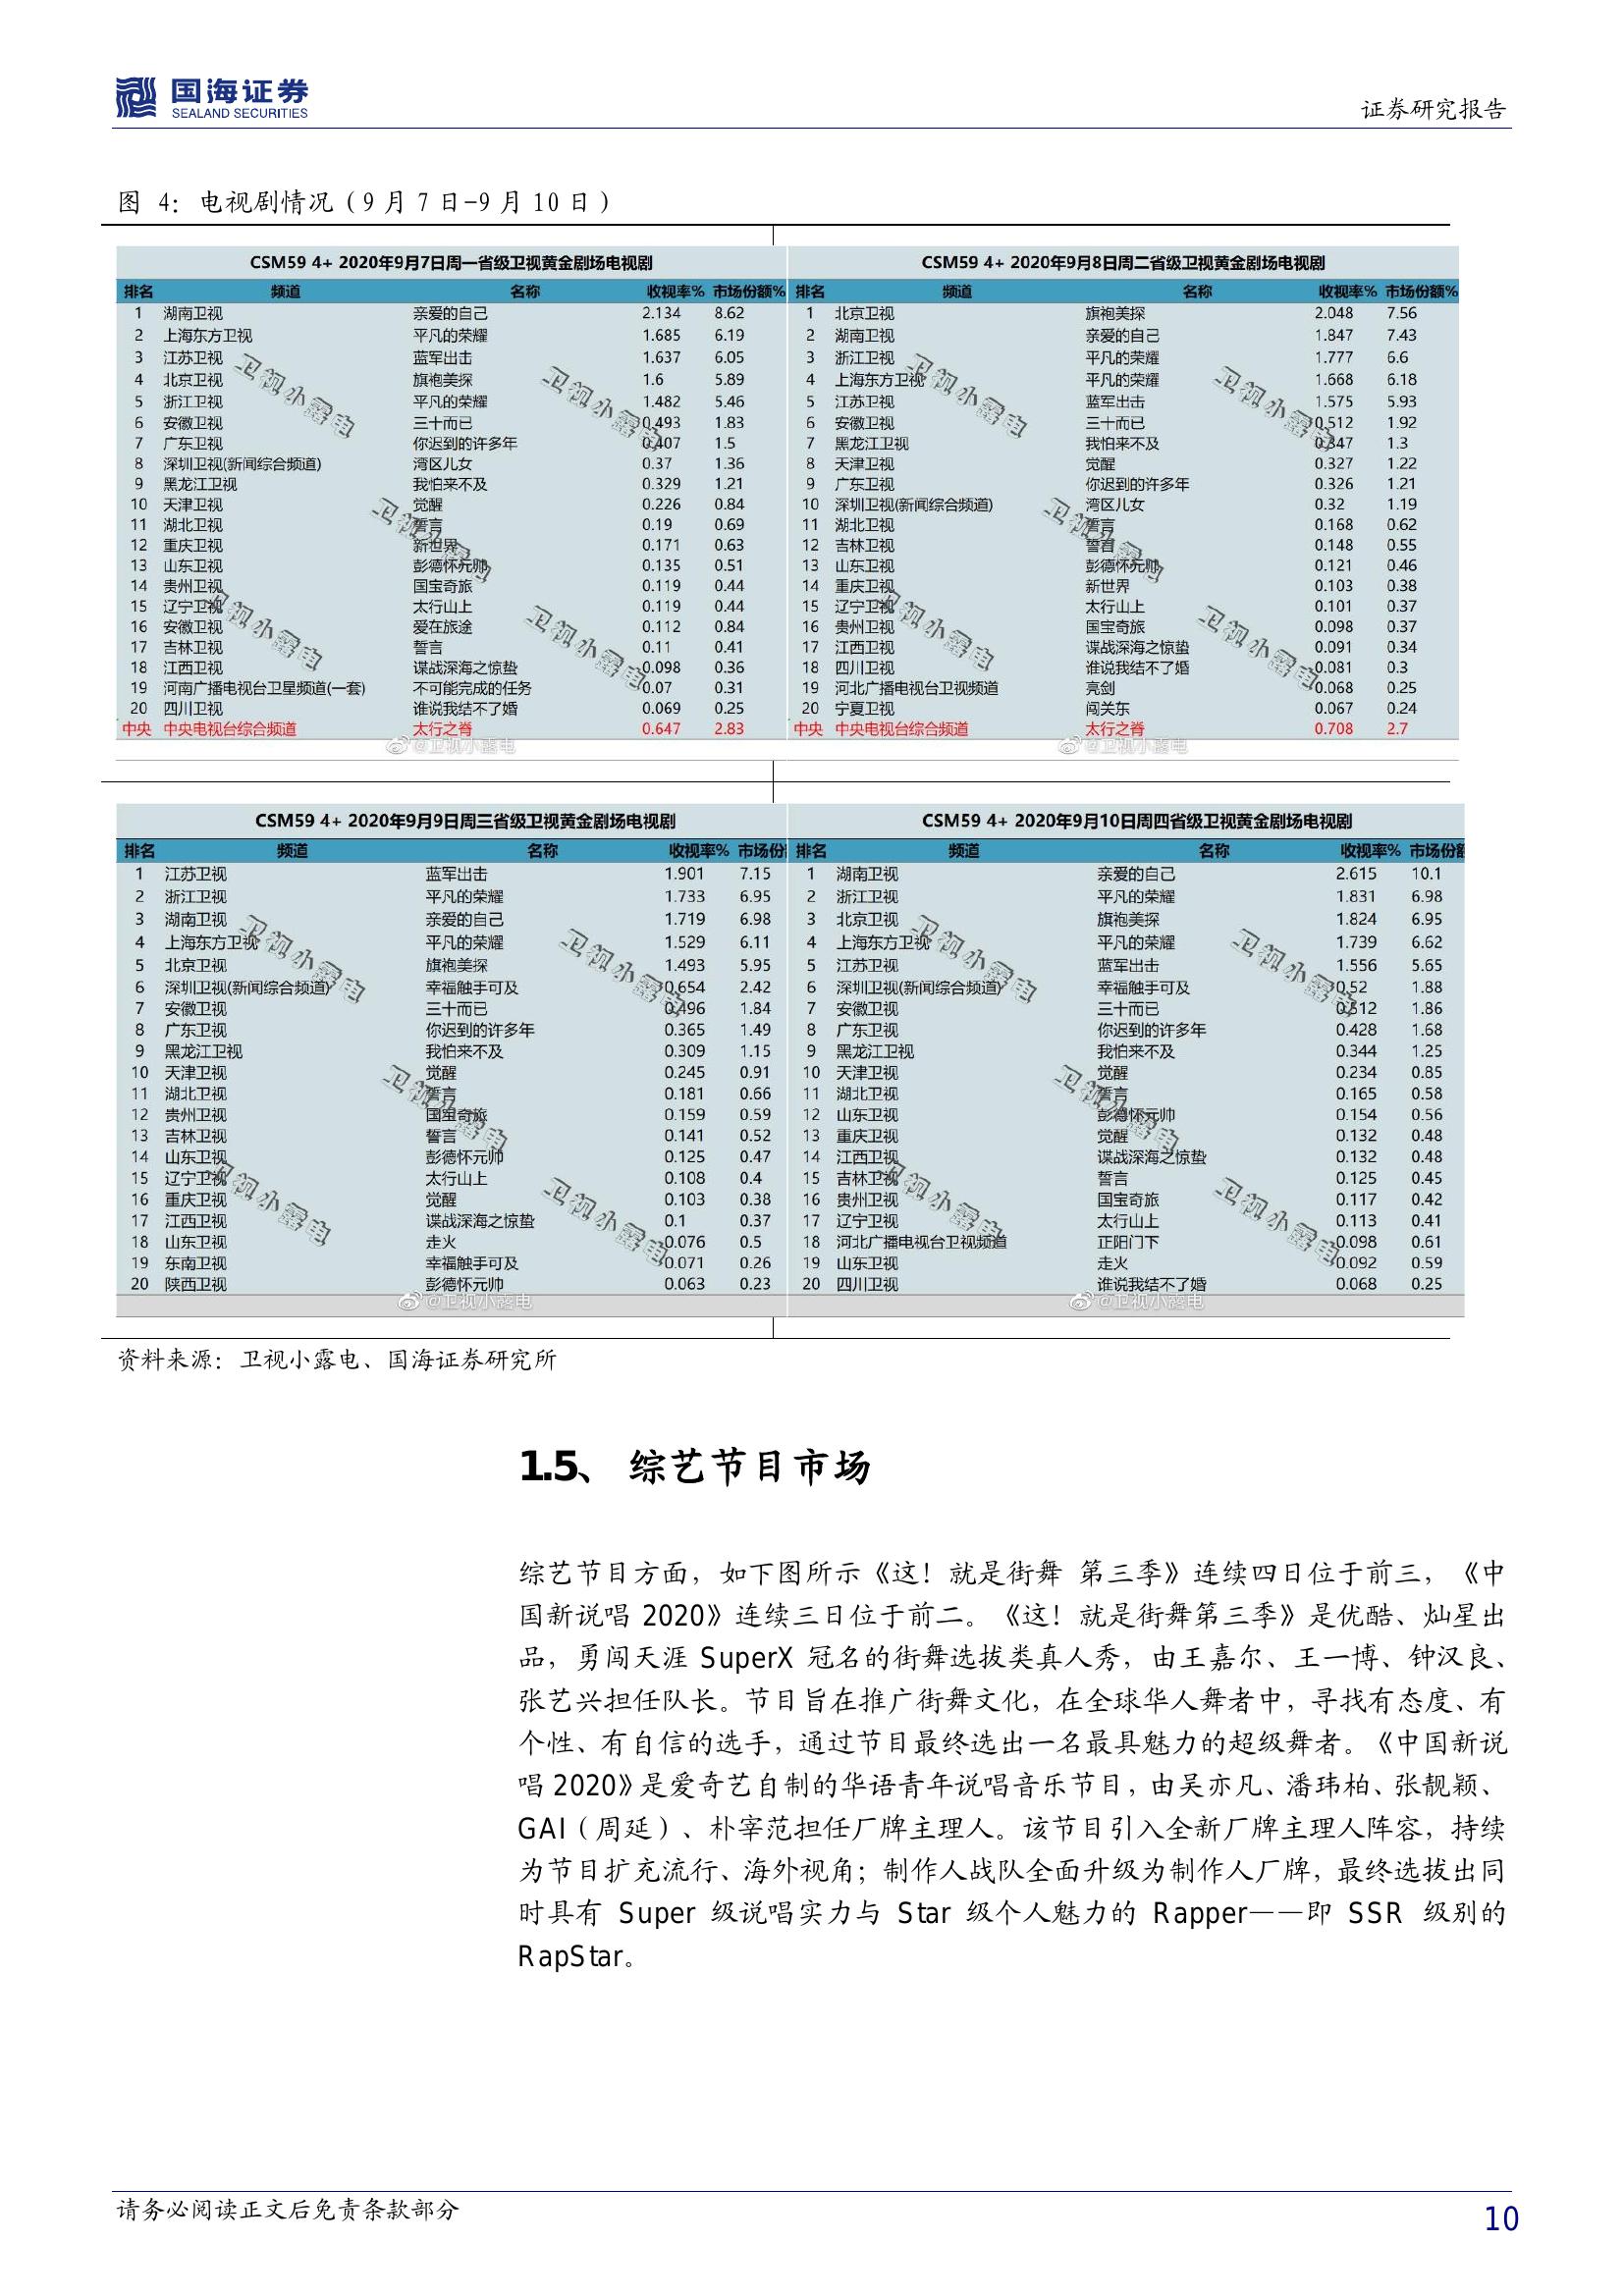 国海证券
SEALAND SECURITIES
证券研究报告
图 4：电视剧情况（9 月 7 日-9 月 10 日）
CSM59 4+ 2020年9月7日周一省级卫视黄金剧场电视剧
排名 频道 名称 收视率% 市场份额%
1 湖南卫视 亲爱的自己 2.134 8.62
2 上海东方卫视 平凡的荣耀 1.685 6.19
3 江苏卫视 蓝军出击 1.637 6.05
4 北京卫视 旗袍美探 1.6 5.89
5 浙江卫视 平凡的荣耀 1.482 5.46
6 安徽卫视 三十而已 0.493 1.83
7 广东卫视 你迟到的许多年 0.407 1.5
8 深圳卫视(新闻综合频道) 湾区儿女 0.37 1.36
9 黑龙江卫视 我怕来不及 0.329 1.21
10 天津卫视 觉醒 0.226 0.84
11 湖北卫视 誓言 0.19 0.69
12 重庆卫视 新世界 0.171 0.63
13 山东卫视 彭德怀元帅 0.135 0.51
14 贵州卫视 国宝奇旅 0.119 0.44
15 辽宁卫视 太行山上 0.119 0.44
16 安徽卫视 爱在旅途 0.112 0.84
17 吉林卫视 誓言 0.11 0.41
18 江西卫视 谍战深海之惊蛰 0.098 0.36
19 河南广播电视台卫星频道(一套) 不可能完成的任务 0.07 0.31
20 四川卫视 谁说我结不了婚 0.069 0.25
中央 中央电视台综合频道 太行之脊 0.647 2.83
@卫视小露电
CSM59 4+ 2020年9月8日周二省级卫视黄金剧场电视剧
排名 频道 名称 收视率% 市场份额%
1 北京卫视 旗袍美探 2.048 7.56
2 湖南卫视 亲爱的自己 1.847 7.43
3 浙江卫视 平凡的荣耀 1.777 6.6
4 上海东方卫视 平凡的荣耀 1.668 6.18
5 江苏卫视 蓝军出击 1.575 5.93
6 安徽卫视 三十而已 0.512 1.92
7 黑龙江卫视 我怕来不及 0.347 1.3
8 天津卫视 觉醒 0.327 1.22
9 广东卫视 你迟到的许多年 0.326 1.21
10 深圳卫视(新闻综合频道) 湾区儿女 0.32 1.19
11 湖北卫视 誓言 0.168 0.62
12 吉林卫视 誓言 0.148 0.55
13 山东卫视 彭德怀元帅 0.121 0.46
14 重庆卫视 新世界 0.103 0.38
15 辽宁卫视 太行山上 0.101 0.37
16 贵州卫视 国宝奇旅 0.098 0.37
17 江西卫视 谍战深海之惊蛰 0.091 0.34
18 四川卫视 谁说我结不了婚 0.081 0.3
19 河北广播电视台卫视频道 亮剑 0.068 0.25
20 宁夏卫视 闯关东 0.067 0.24
中央 中央电视台综合频道 太行之脊 0.708 2.7
@卫视小露电
CSM59 4+ 2020年9月9日周三省级卫视黄金剧场电视剧
排名 频道 名称 收视率% 市场份
1 江苏卫视 蓝军出击 1.901 7.15
2 浙江卫视 平凡的荣耀 1.733 6.95
3 湖南卫视 亲爱的自己 1.719 6.98
4 上海东方卫视 平凡的荣耀 1.529 6.11
5 北京卫视 旗袍美探 1.493 5.95
6 深圳卫视(新闻综合频道) 幸福触手可及 0.654 2.42
7 安徽卫视 三十而已 0.496 1.84
8 广东卫视 你迟到的许多年 0.365 1.49
9 黑龙江卫视 我怕来不及 0.309 1.15
10 天津卫视 觉醒 0.245 0.91
11 湖北卫视 誓言 0.181 0.66
12 贵州卫视 国宝奇旅 0.159 0.59
13 吉林卫视 誓言 0.141 0.52
14 山东卫视 彭德怀元帅 0.125 0.47
15 辽宁卫视 太行山上 0.108 0.4
16 重庆卫视 觉醒 0.103 0.38
17 江西卫视 谍战深海之惊蛰 0.1 0.37
18 山东卫视 走火 0.076 0.5
19 东南卫视 幸福触手可及 0.071 0.26
20 陕西卫视 彭德怀元帅 0.063 0.23
@卫视小露电
CSM59 4+ 2020年9月10日周四省级卫视黄金剧场电视剧
排名 频道 名称 收视率% 市场份额
1 湖南卫视 亲爱的自己 2.615 10.1
2 浙江卫视 平凡的荣耀 1.831 6.98
3 北京卫视 旗袍美探 1.824 6.95
4 上海东方卫视 平凡的荣耀 1.739 6.62
5 江苏卫视 蓝军出击 1.556 5.65
6 深圳卫视(新闻综合频道) 幸福触手可及 0.52 1.88
7 安徽卫视 三十而已 0.512 1.86
8 广东卫视 你迟到的许多年 0.428 1.68
9 黑龙江卫视 我怕来不及 0.344 1.25
10 天津卫视 觉醒 0.234 0.85
11 湖北卫视 誓言 0.165 0.58
12 山东卫视 彭德怀元帅 0.154 0.56
13 重庆卫视 觉醒 0.132 0.48
14 江西卫视 谍战深海之惊蛰 0.132 0.48
15 吉林卫视 誓言 0.125 0.45
16 贵州卫视 国宝奇旅 0.117 0.42
17 辽宁卫视 太行山上 0.113 0.41
18 河北广播电视台卫视频道 正阳门下 0.098 0.61
19 山东卫视 走火 0.092 0.59
20 四川卫视 谁说我结不了婚 0.068 0.25
@卫视小露电
资料来源：卫视小露电、国海证券研究所
1.5、 综艺节目市场
综艺节目方面，如下图所示《这！就是街舞 第三季》连续四日位于前三，《中
国新说唱 2020》连续三日位于前二。《这！就是街舞第三季》是优酷、灿星出
品，勇闯天涯 SuperX 冠名的街舞选拔类真人秀，由王嘉尔、王一博、钟汉良、
张艺兴担任队长。节目旨在推广街舞文化，在全球华人舞者中，寻找有态度、有
个性、有自信的选手，通过节目最终选出一名最具魅力的超级舞者。《中国新说
唱 2020》是爱奇艺自制的华语青年说唱音乐节目，由吴亦凡、潘玮柏、张靓颖、
GAI（周延）、朴宰范担任厂牌主理人。该节目引入全新厂牌主理人阵容，持续
为节目扩充流行、海外视角；制作人战队全面升级为制作人厂牌，最终选拔出同
时具有 Super 级说唱实力与 Star 级个人魅力的 Rapper——即 SSR 级别的
RapStar。
请务必阅读正文后免责条款部分
10